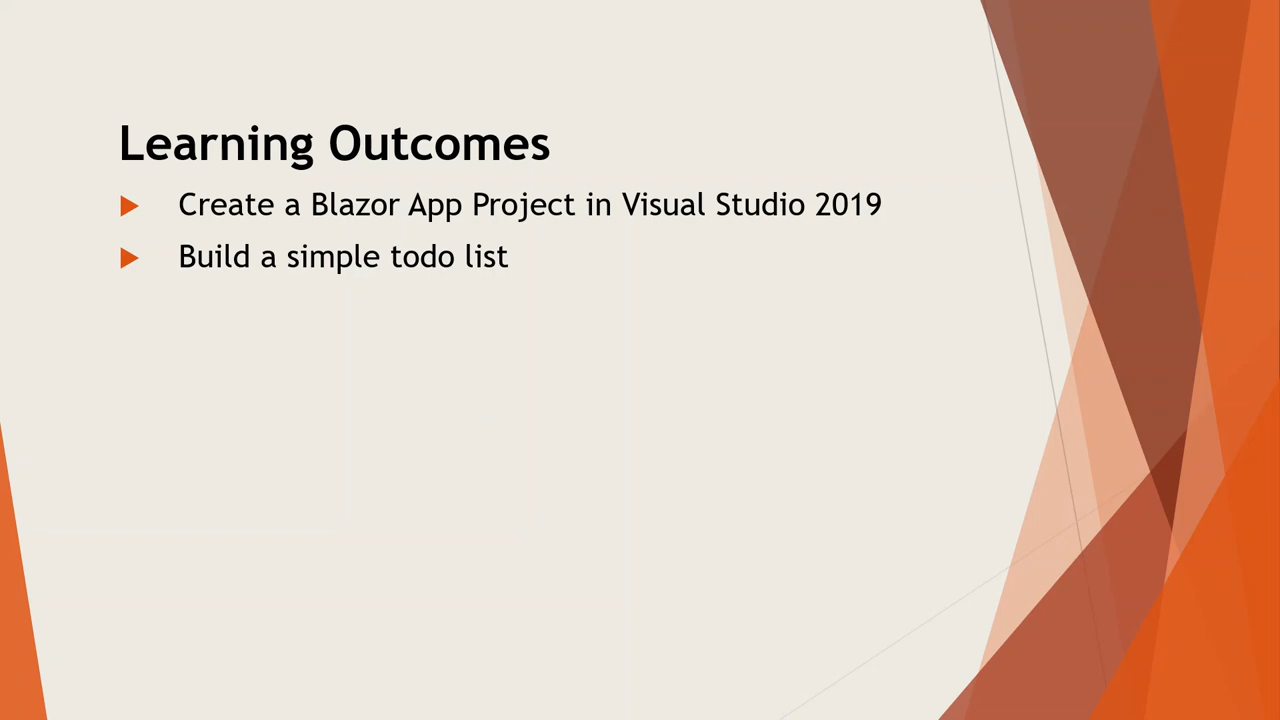 Learning Outcomes
Create a Blazor App Project in Visual Studio 2019
Build a simple todo list